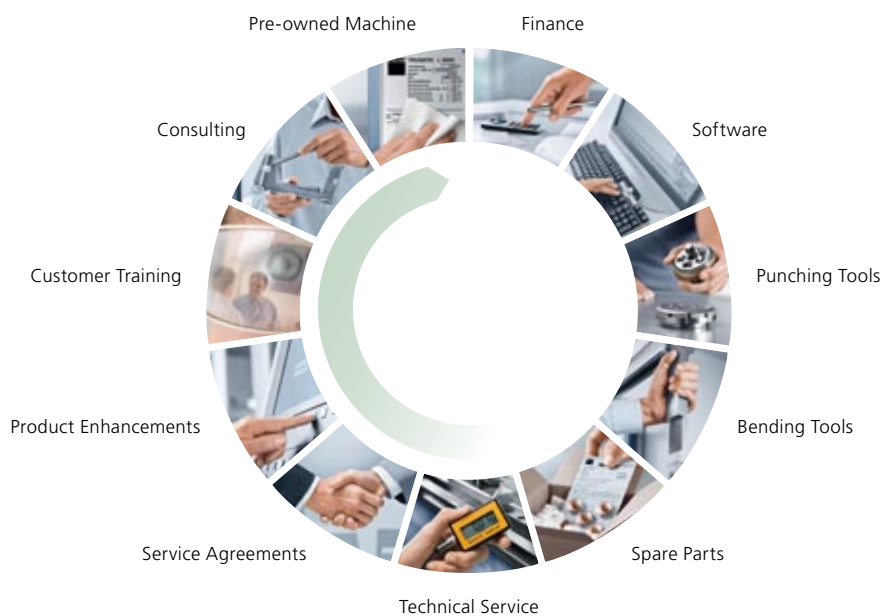 Pre-owned Machine
Finance
Consulting
Software
Customer Training
Punching Tools
Product Enhancements
Bending Tools
Service Agreements
Spare Parts
Technical Service